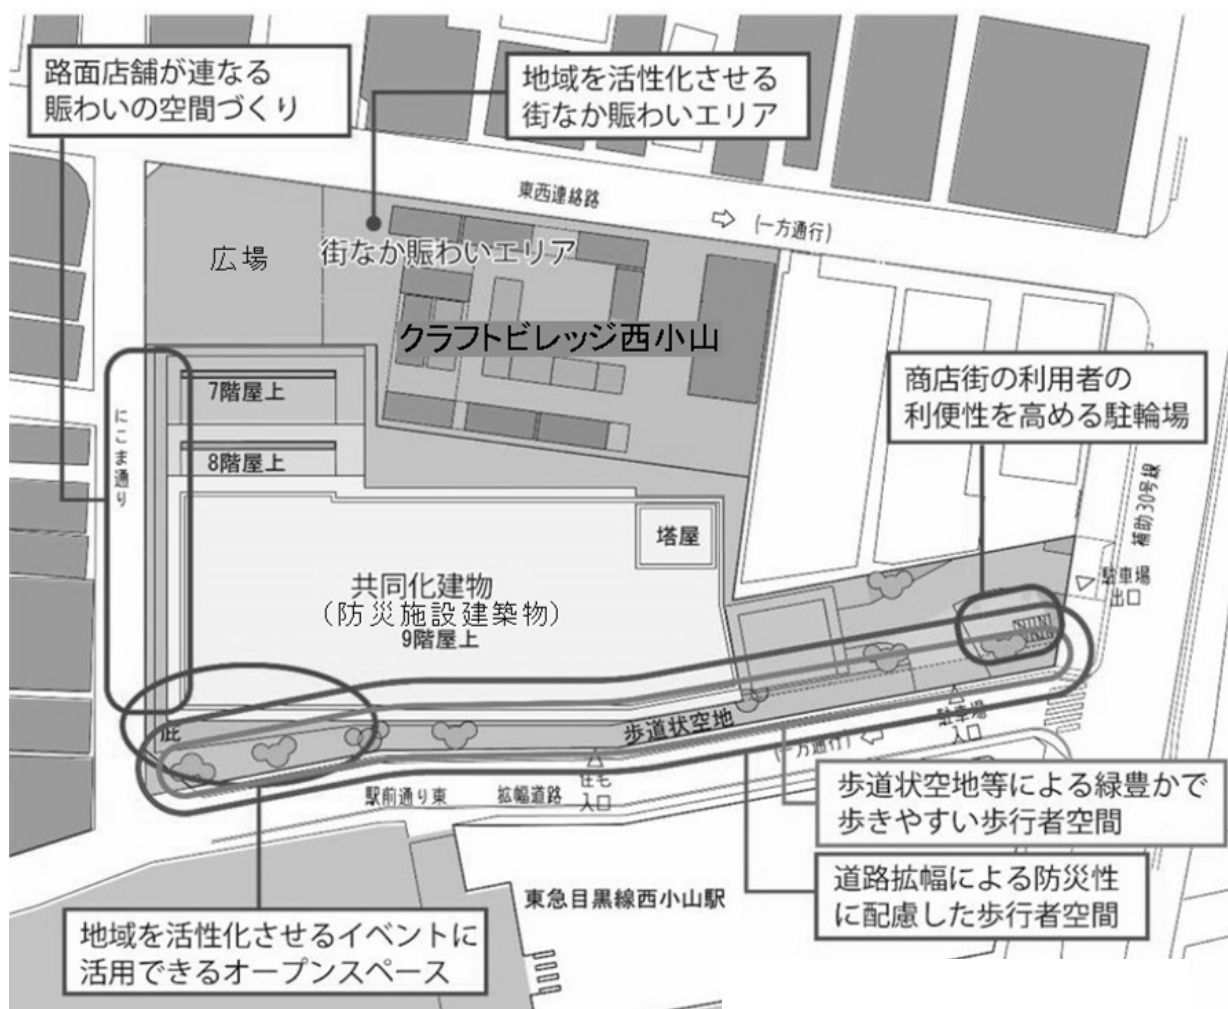 路面店舗が連なる
賑わいの空間づくり
地域を活性化させる
街なか賑わいエリア
東西連絡路
(一方通行)
広場
街なか賑わいエリア
クラフトビレッジ西小山
商店街の利用者の
利便性を高める駐輪場
7階屋上
8階屋上
にこま通り
補助30号線
塔屋
共同化建物
(防災施設建築物)
9階屋上
駐車場
出口
庇
歩道状空地
駐車場
入口
(一方通行)
住宅
入口
駅前通り東
拡幅道路
歩道状空地等による緑豊かで
歩きやすい歩行者空間
道路拡幅による防災性
に配慮した歩行者空間
東急目黒線西小山駅
地域を活性化させるイベントに
活用できるオープンスペース